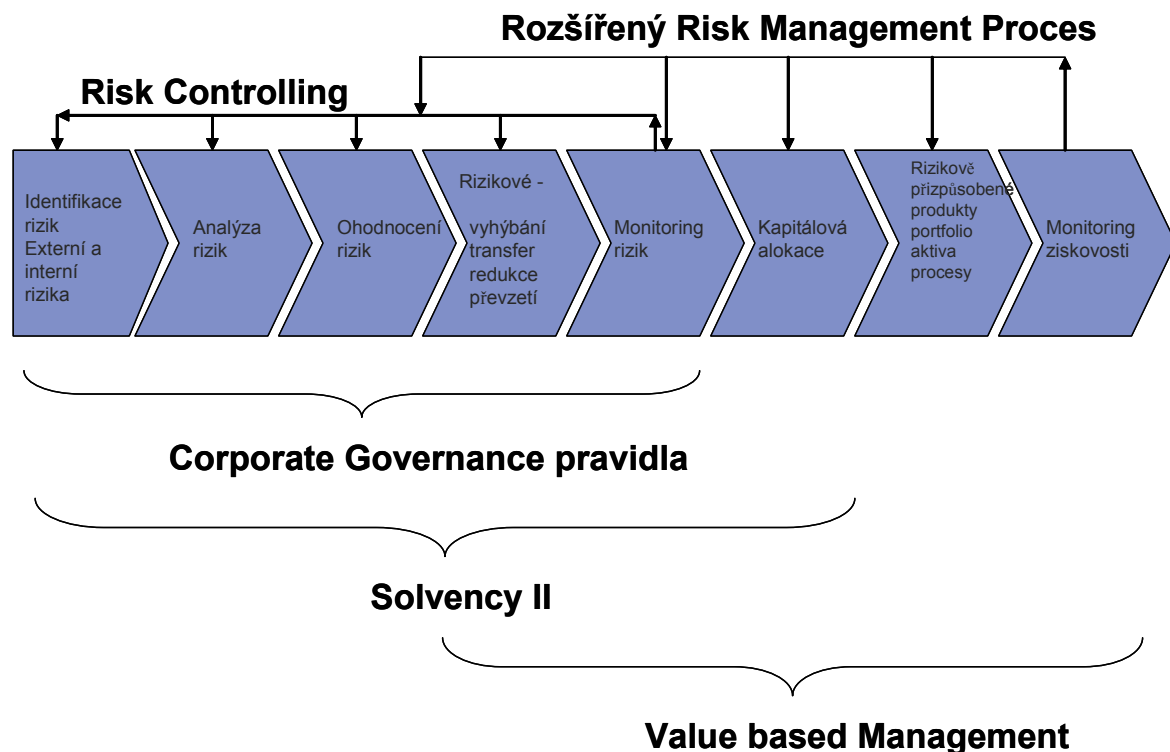 Rozšířený Risk Management Proces
Risk Controlling
Identifikace
rizik
Externí a
interní
rizika
Analýza
rizik
Ohodnocení
rizik
Rizikové -
vyhýbání
transfer
redukce
převzetí
Monitoring
rizik
Kapitálová
alokace
Rizikově
přizpůsobené
produkty
portfolio
aktiva
procesy
Monitoring
ziskovosti
Corporate Governance pravidla
Solvency II
Value based Management